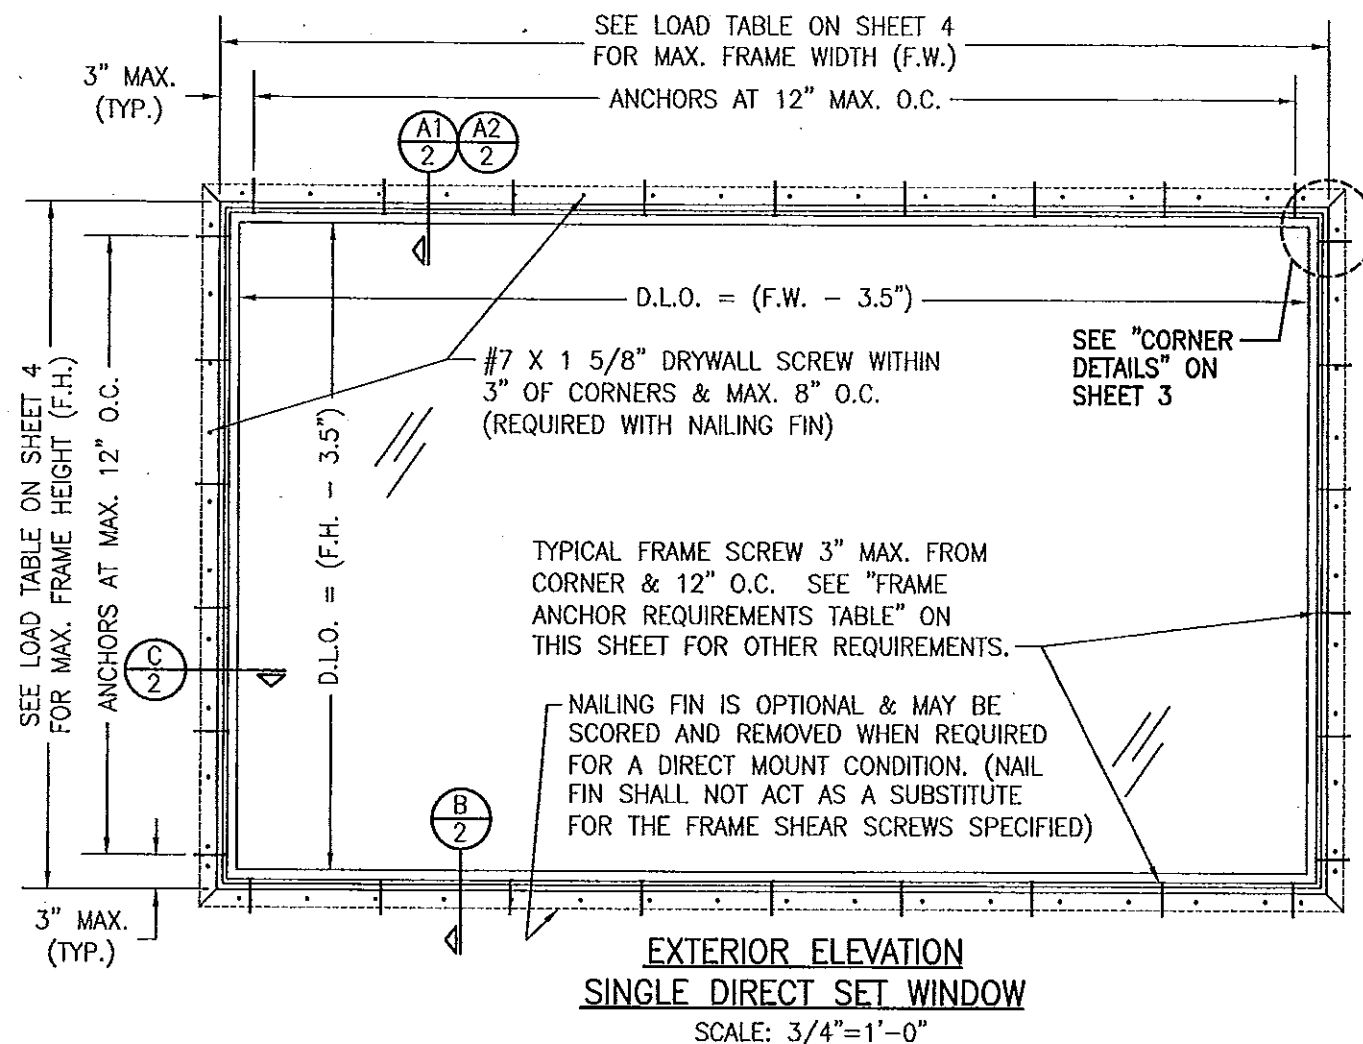 SEE LOAD TABLE ON SHEET 4
FOR MAX. FRAME WIDTH (F.W.)
3" MAX.
(TYP.)
ANCHORS AT 12" MAX. O.C.
A1
2
A2
2
D.L.O. = (F.W. - 3.5")
SEE "CORNER
DETAILS" ON
SHEET 3
#7 X 1 5/8" DRYWALL SCREW WITHIN
3" OF CORNERS & MAX. 8" O.C.
(REQUIRED WITH NAILING FIN)
SEE LOAD TABLE ON SHEET 4
FOR MAX. FRAME HEIGHT (F.H.)
ANCHORS AT MAX. 12" O.C.
D.L.O. = (F.H. - 3.5")
TYPICAL FRAME SCREW 3" MAX. FROM
CORNER & 12" O.C. SEE "FRAME
ANCHOR REQUIREMENTS TABLE" ON
THIS SHEET FOR OTHER REQUIREMENTS.
C
2
NAILING FIN IS OPTIONAL & MAY BE
SCORED AND REMOVED WHEN REQUIRED
FOR A DIRECT MOUNT CONDITION. (NAIL
FIN SHALL NOT ACT AS A SUBSTITUTE
FOR THE FRAME SHEAR SCREWS SPECIFIED)
B
2
3" MAX.
(TYP.)
EXTERIOR ELEVATION
SINGLE DIRECT SET WINDOW
SCALE: 3/4"=1'-0"